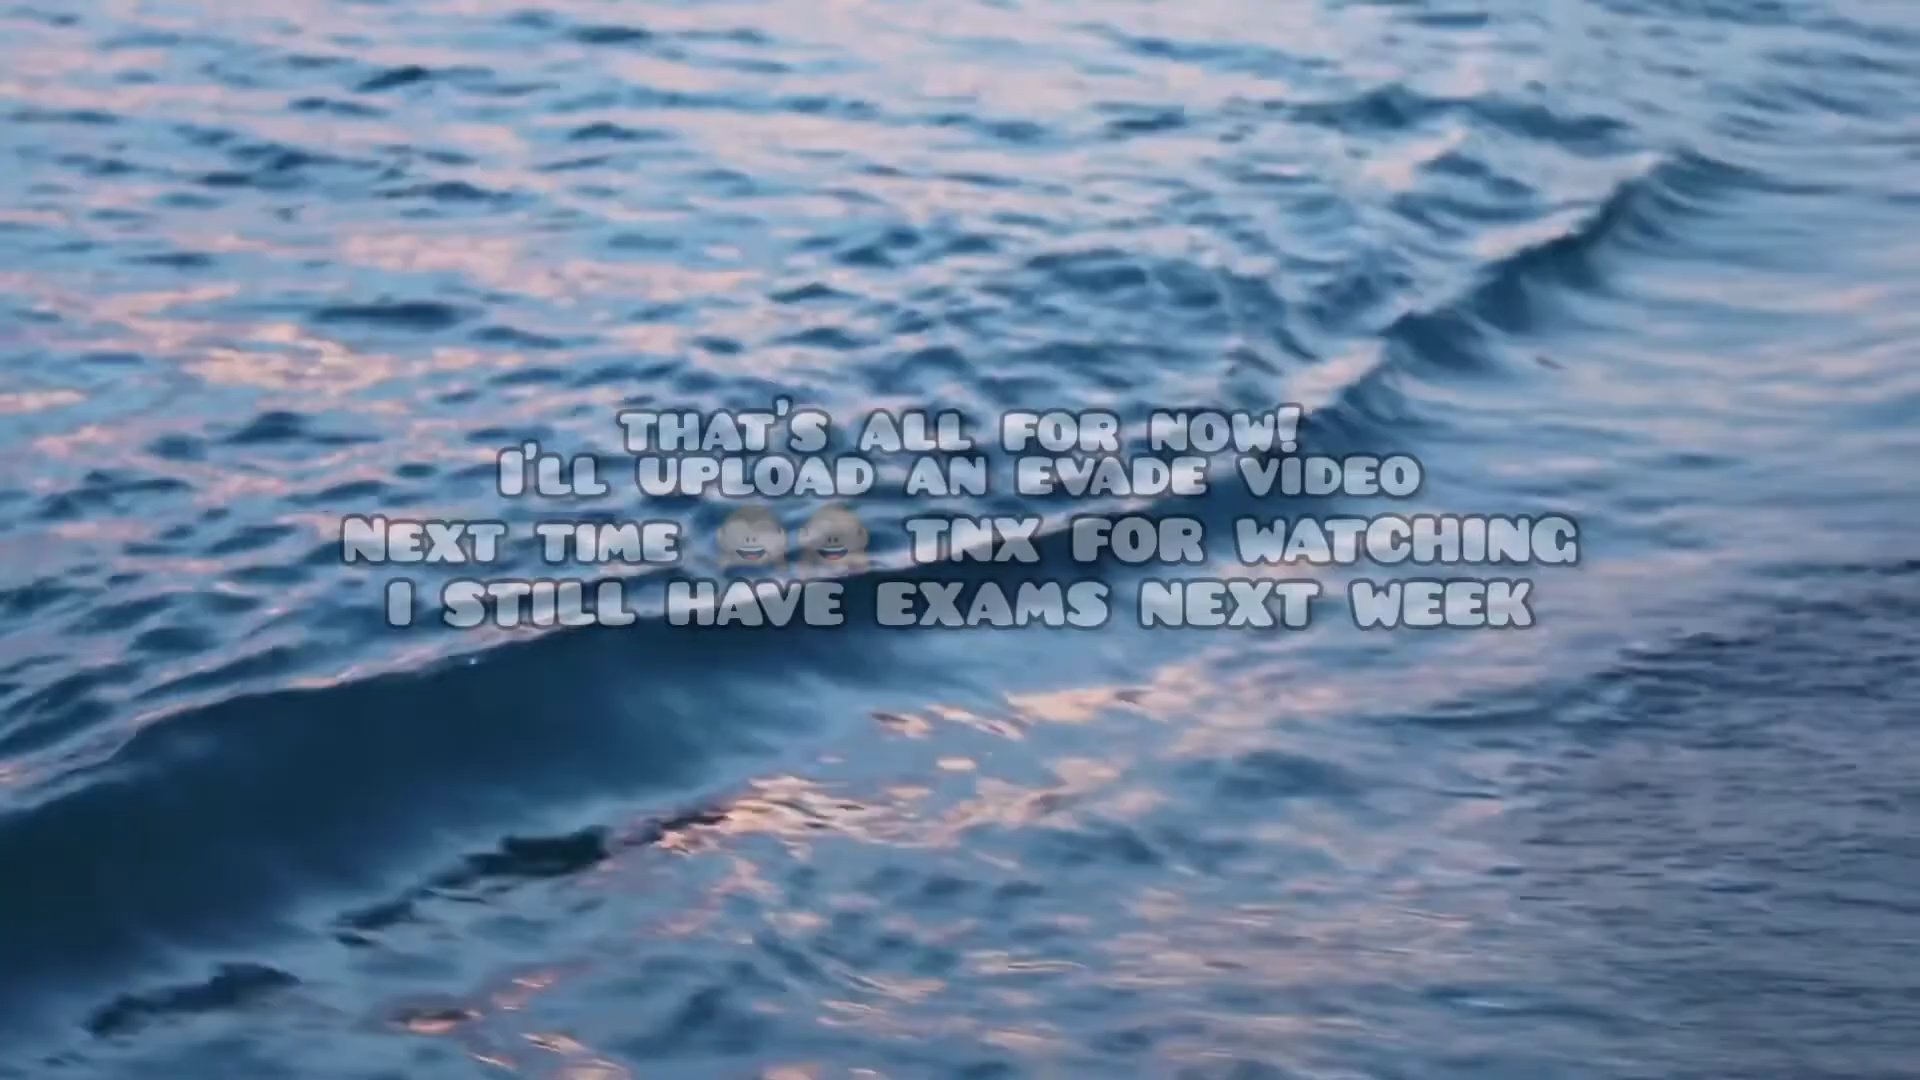 THAT'S ALL FOR NOW!
I'LL UPLOAD AN EVADE VIDEO
NEXT TIME 🙈🙈 TNX FOR WATCHING
I STILL HAVE EXAMS NEXT WEEK